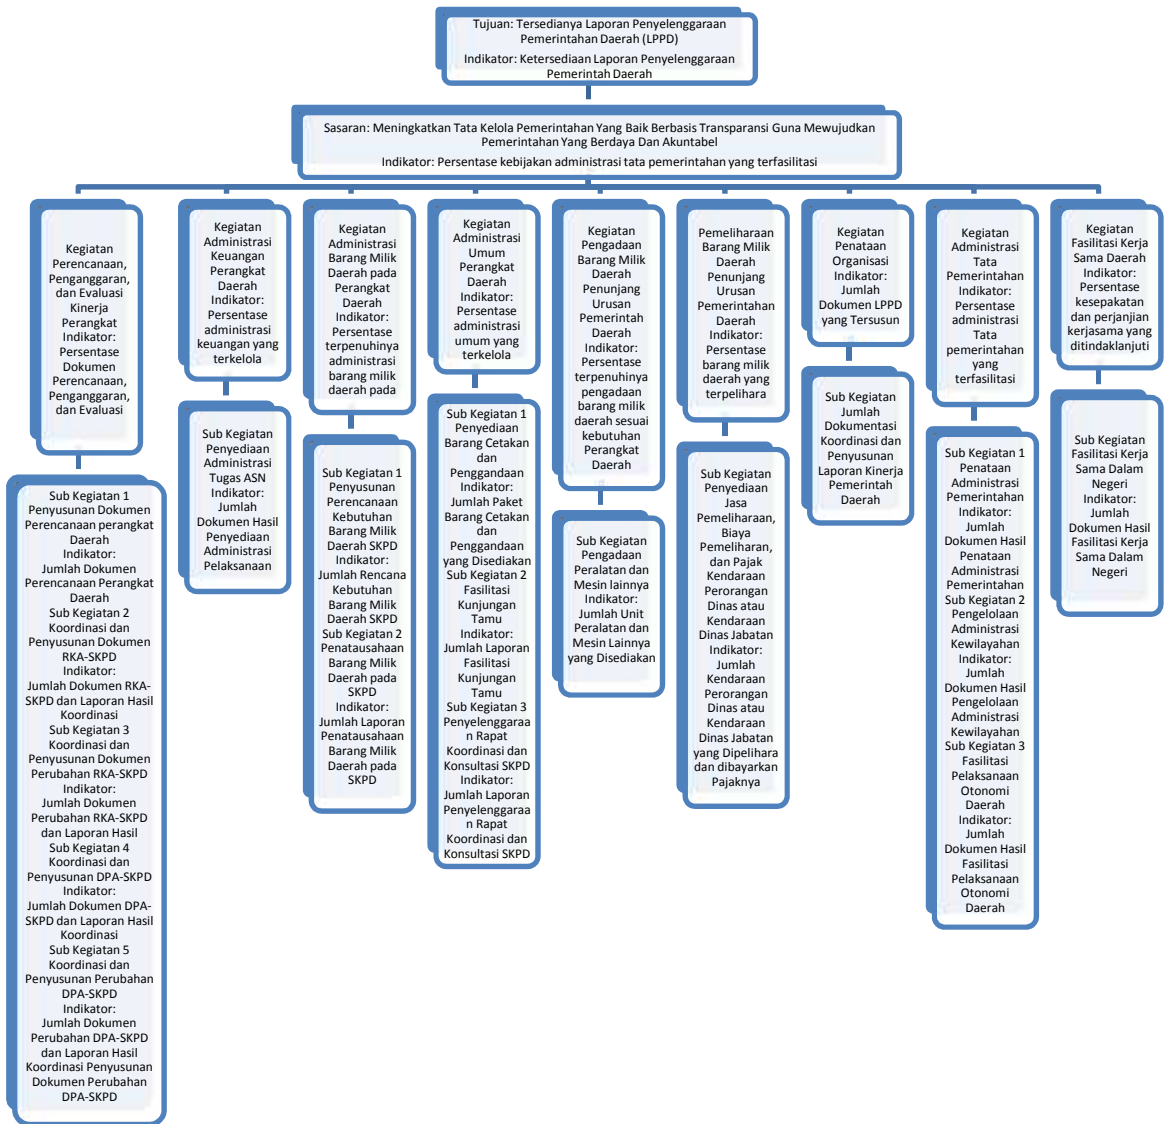 Tujuan: Tersedianya Laporan Penyelenggaraan
Pemerintahan Daerah (LPPD)
Indikator: Ketersediaan Laporan Penyelenggaraan
Pemerintah Daerah
Sasaran: Meningkatkan Tata Kelola Pemerintahan Yang Baik Berbasis Transparansi Guna Mewujudkan
Pemerintahan Yang Berdaya Dan Akuntabel
Indikator: Persentase kebijakan administrasi tata pemerintahan yang terfasilitasi
Kegiatan
Perencanaan,
Penganggaran,
dan Evaluasi
Kinerja
Perangkat
Indikator:
Persentase
Dokumen
Perencanaan,
Penganggaran,
dan Evaluasi
Sub Kegiatan 1
Penyusunan Dokumen
Perencanaan perangkat
Daerah
Indikator:
Jumlah Dokumen
Perencanaan Perangkat
Daerah
Sub Kegiatan 2
Koordinasi dan
Penyusunan Dokumen
RKA-SKPD
Indikator:
Jumlah Dokumen RKA-
SKPD dan Laporan Hasil
Koordinasi
Sub Kegiatan 3
Koordinasi dan
Penyusunan Dokumen
Perubahan RKA-SKPD
Indikator:
Jumlah Dokumen
Perubahan RKA-SKPD
dan Laporan Hasil
Sub Kegiatan 4
Koordinasi dan
Penyusunan DPA-SKPD
Indikator:
Jumlah Dokumen DPA-
SKPD dan Laporan Hasil
Koordinasi
Sub Kegiatan 5
Koordinasi dan
Penyusunan Perubahan
DPA-SKPD
Indikator:
Jumlah Dokumen
Perubahan DPA-SKPD
dan Laporan Hasil
Koordinasi Penyusunan
Dokumen Perubahan
DPA-SKPD
Kegiatan
Administrasi
Keuangan
Perangkat
Daerah
Indikator:
Persentase
administrasi
keuangan yang
terkelola
Sub Kegiatan
Penyediaan
Administrasi
Tugas ASN
Indikator:
Jumlah
Dokumen Hasil
Penyediaan
Administrasi
Pelaksanaan
Kegiatan
Administrasi
Barang Milik
Daerah pada
Perangkat
Daerah
Indikator:
Persentase
terpenuhinya
administrasi
barang milik
daerah pada
Sub Kegiatan 1
Penyusunan
Perencanaan
Kebutuhan
Barang Milik
Daerah SKPD
Indikator:
Jumlah Rencana
Kebutuhan
Barang Milik
Daerah SKPD
Sub Kegiatan 2
Penatausahaan
Barang Milik
Daerah pada
SKPD
Indikator:
Jumlah Laporan
Penatausahaan
Barang Milik
Daerah pada
SKPD
Kegiatan
Administrasi
Umum
Perangkat
Daerah
Indikator:
Persentase
administrasi
umum yang
terkelola
Sub Kegiatan 1
Penyediaan
Barang Cetakan
dan
Penggandaan
Indikator:
Jumlah Paket
Barang Cetakan
dan
Penggandaan
yang Disediakan
Sub Kegiatan 2
Fasilitasi
Kunjungan
Tamu
Indikator:
Jumlah Laporan
Fasilitasi
Kunjungan
Tamu
Sub Kegiatan 3
Penyelenggaraa
n Rapat
Koordinasi dan
Konsultasi SKPD
Indikator:
Jumlah Laporan
Penyelenggaraa
n Rapat
Koordinasi dan
Konsultasi SKPD
Kegiatan
Pengadaan
Barang Milik
Daerah
Penunjang
Urusan
Pemerintah
Daerah
Indikator:
Persentase
terpenuhinya
pengadaan
barang milik
daerah sesuai
kebutuhan
Perangkat
Daerah
Sub Kegiatan
Pengadaan
Peralatan dan
Mesin lainnya
Indikator:
Jumlah Unit
Peralatan dan
Mesin Lainnya
yang Disediakan
Pemeliharaan
Barang Milik
Daerah
Penunjang
Urusan
Pemerintahan
Daerah
Indikator:
Persentase
barang milik
daerah yang
terpelihara
Sub Kegiatan
Penyediaan
Jasa
Pemeliharaan,
Biaya
Pemeliharan,
dan Pajak
Kendaraan
Perorangan
Dinas atau
Kendaraan
Dinas Jabatan
Indikator:
Jumlah
Kendaraan
Perorangan
Dinas atau
Kendaraan
Dinas Jabatan
yang Dipelihara
dan dibayarkan
Pajaknya
Kegiatan
Penataan
Organisasi
Indikator:
Jumlah
Dokumen LPPD
yang Tersusun
Sub Kegiatan
Jumlah
Dokumentasi
Koordinasi dan
Penyusunan
Laporan Kinerja
Pemerintah
Daerah
Kegiatan
Administrasi
Tata
Pemerintahan
Indikator:
Persentase
administrasi
Tata
pemerintahan
yang
terfasilitasi
Sub Kegiatan 1
Penataan
Administrasi
Pemerintahan
Indikator:
Jumlah
Dokumen Hasil
Penataan
Administrasi
Pemerintahan
Sub Kegiatan 2
Pengelolaan
Administrasi
Kewilayahan
Indikator:
Jumlah
Dokumen Hasil
Pengelolaan
Administrasi
Kewilayahan
Sub Kegiatan 3
Fasilitasi
Pelaksanaan
Otonomi
Daerah
Indikator:
Jumlah
Dokumen Hasil
Fasilitasi
Pelaksanaan
Otonomi
Daerah
Kegiatan
Fasilitasi Kerja
Sama Daerah
Indikator:
Persentase
kesepakatan
dan perjanjian
kerjasama yang
ditindaklanjuti
Sub Kegiatan
Fasilitasi Kerja
Sama Dalam
Negeri
Indikator:
Jumlah
Dokumen Hasil
Fasilitasi Kerja
Sama Dalam
Negeri